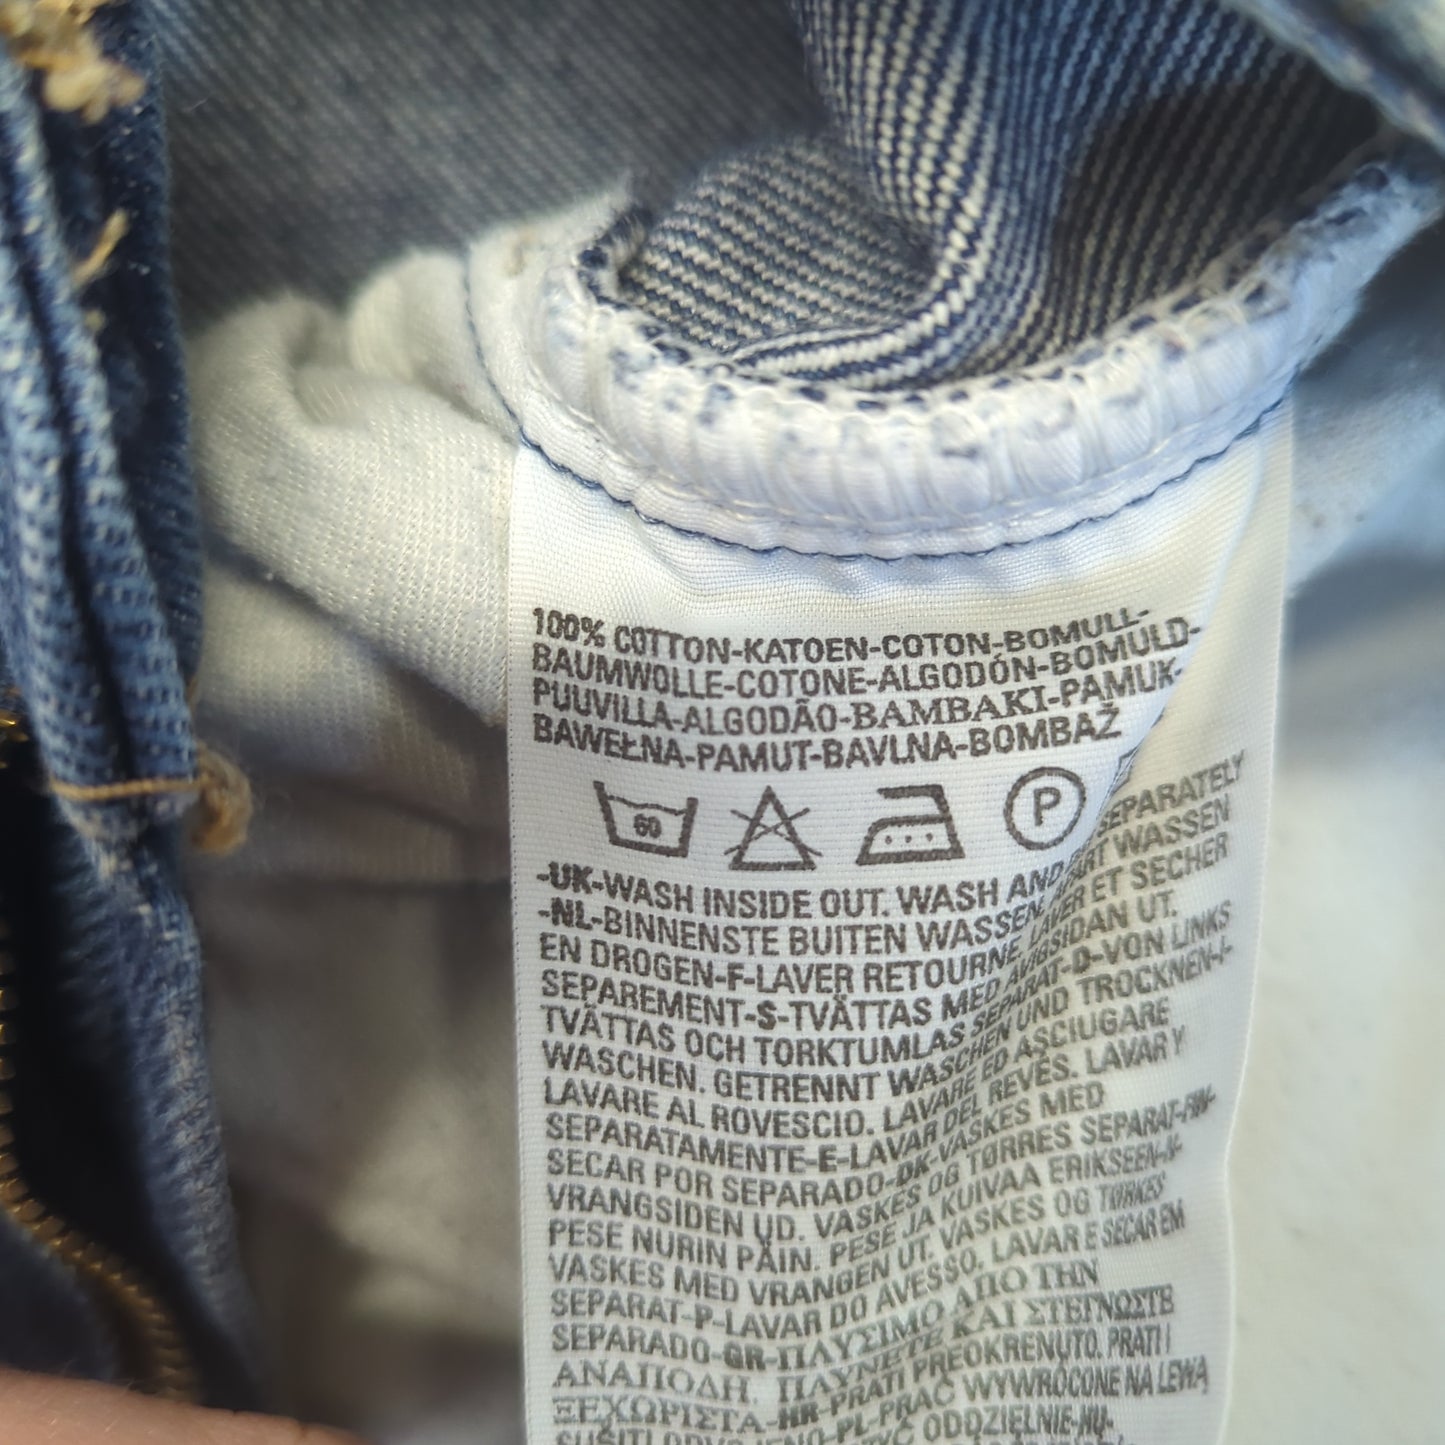 100% COTTON-KATOEN-COTON-BOMULL-
BAUMWOLLE-COTONE-ALGODÓN-BOMULD-
PUUVILLA-ALGODÃO-BAMBAKI-PAMUK-
BAWEŁNA-PAMUT-BAVLNA-BOMBAŽ
60
P
-UK-WASH INSIDE OUT. WASH AND SEPARATELY
-NL-BINNENSTE BUITEN WASSEN. APART WASSEN
EN DROGEN-F-LAVER RETOURNE. LAVER ET SECHER
SEPAREMENT-S-TVÄTTAS MED AVIGSIDAN UT.
TVÄTTAS OCH TORKTUMLAS SEPARAT-D-VON LINKS
WASCHEN. GETRENNT WASCHEN UND TROCKNEN-I-
LAVARE AL ROVESCIO. LAVARE ED ASCIUGARE
SEPARATAMENTE-E-LAVAR DEL REVÉS. LAVAR Y
SECAR POR SEPARADO-DK-VASKES MED
VRANGSIDEN UD. VASKES OG TØRRES SEPARAT-FIN-
PESE NURIN PÄIN. PESE JA KUIVAA ERIKSEEN-N-
VASKES MED VRANGEN UT. VASKES OG TØRKES
SEPARAT-P-LAVAR DO AVESSO. LAVAR E SECAR EM
SEPARADO-GR-ΠΛΥΣΙΜΟ ΑΠΟ ΤΗΝ
ΑΝΑΠΟΔΗ. ΠΛΥΝΕΤΕ ΚΑΙ ΣΤΕΓΝΩΣΤΕ
ΞΕΧΩΡΙΣΤΑ-HR-PRATI PREOKRENUTO. PRATI I
SUŠITI ODVOJENO-PL-PRAĆ WYWRÓCONE NA LEWĄ
ODDZIELNIE-HU-